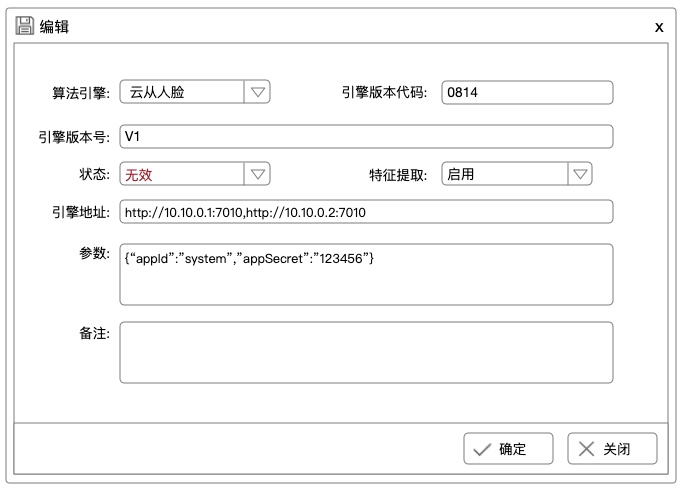 编辑 x
算法引擎: 云从人脸 引擎版本代码: 0814
引擎版本号: V1
状态: 无效 特征提取: 启用
引擎地址: http://10.10.0.1:7010,http://10.10.0.2:7010
参数: {“appId”:”system”,”appSecret”:”123456”}
备注:
确定 关闭